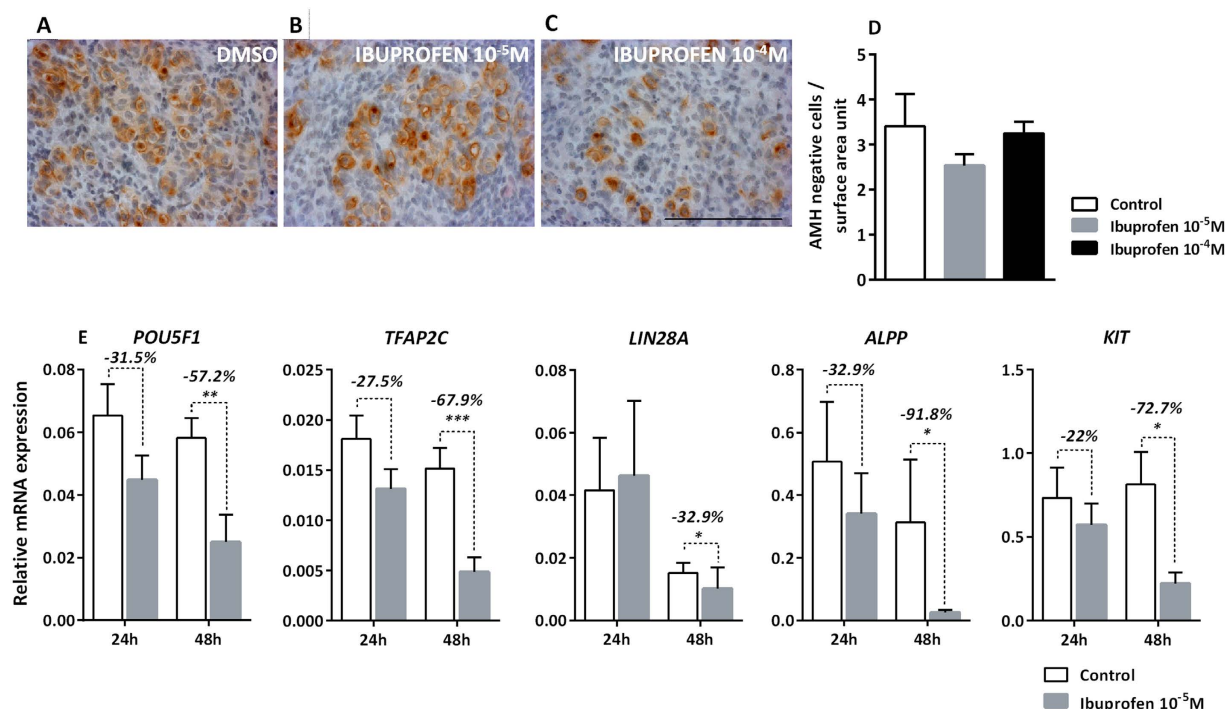 A
DMSO
B
IBUPROFEN 10⁻⁵M
C
IBUPROFEN 10⁻⁴M
D
AMH negative cells /
surface area unit
5
4
3
2
1
0
Control
Ibuprofen 10⁻⁵M
Ibuprofen 10⁻⁴M
E
Relative mRNA expression
POU5F1
0.08
0.06
0.04
0.02
0.00
-31.5%
-57.2%
**
24h
48h
TFAP2C
0.025
0.020
0.015
0.010
0.005
0.000
-27.5%
-67.9%
***
24h
48h
LIN28A
0.08
0.06
0.04
0.02
0.00
-32.9%
*
24h
48h
ALPP
0.8
0.6
0.4
0.2
0.0
-32.9%
-91.8%
*
24h
48h
KIT
1.5
1.0
0.5
0.0
-22%
-72.7%
*
24h
48h
Control
Ibuprofen 10⁻⁵M